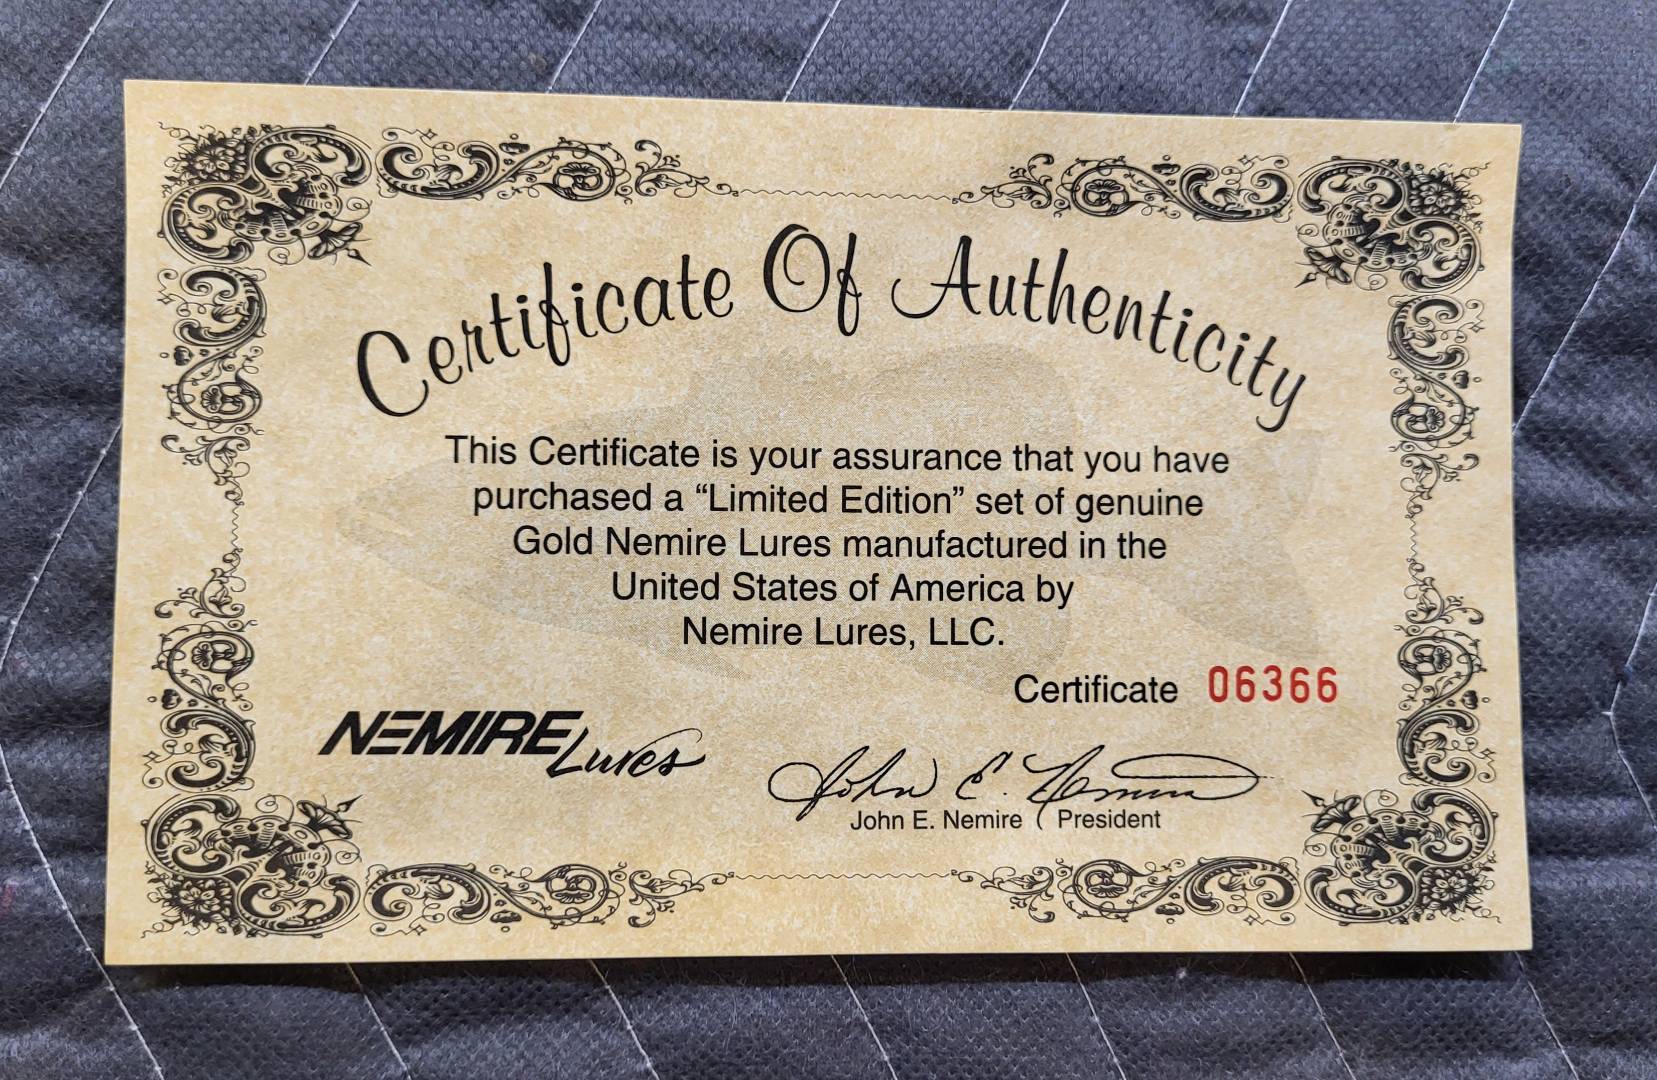 Certificate Of Authenticity
This Certificate is your assurance that you have
purchased a “Limited Edition” set of genuine
Gold Nemire Lures manufactured in the
United States of America by
Nemire Lures, LLC.
Certificate 06366
NEMIRE Lures
John E. Nemire
John E. Nemire President